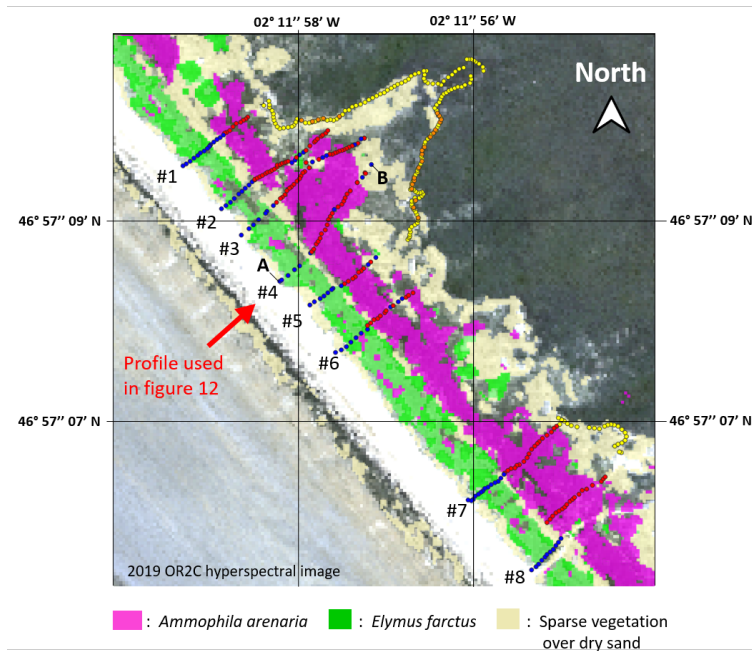 02° 11’’ 58’ W
02° 11’’ 56’ W
North
#1
B
#2
46° 57’’ 09’ N
46° 57’’ 09’ N
#3
A
#4
#5
Profile used
in figure 12
#6
46° 57’’ 07’ N
46° 57’’ 07’ N
#7
2019 OR2C hyperspectral image
#8
: Ammophila arenaria
: Elymus farctus
: Sparse vegetation
over dry sand